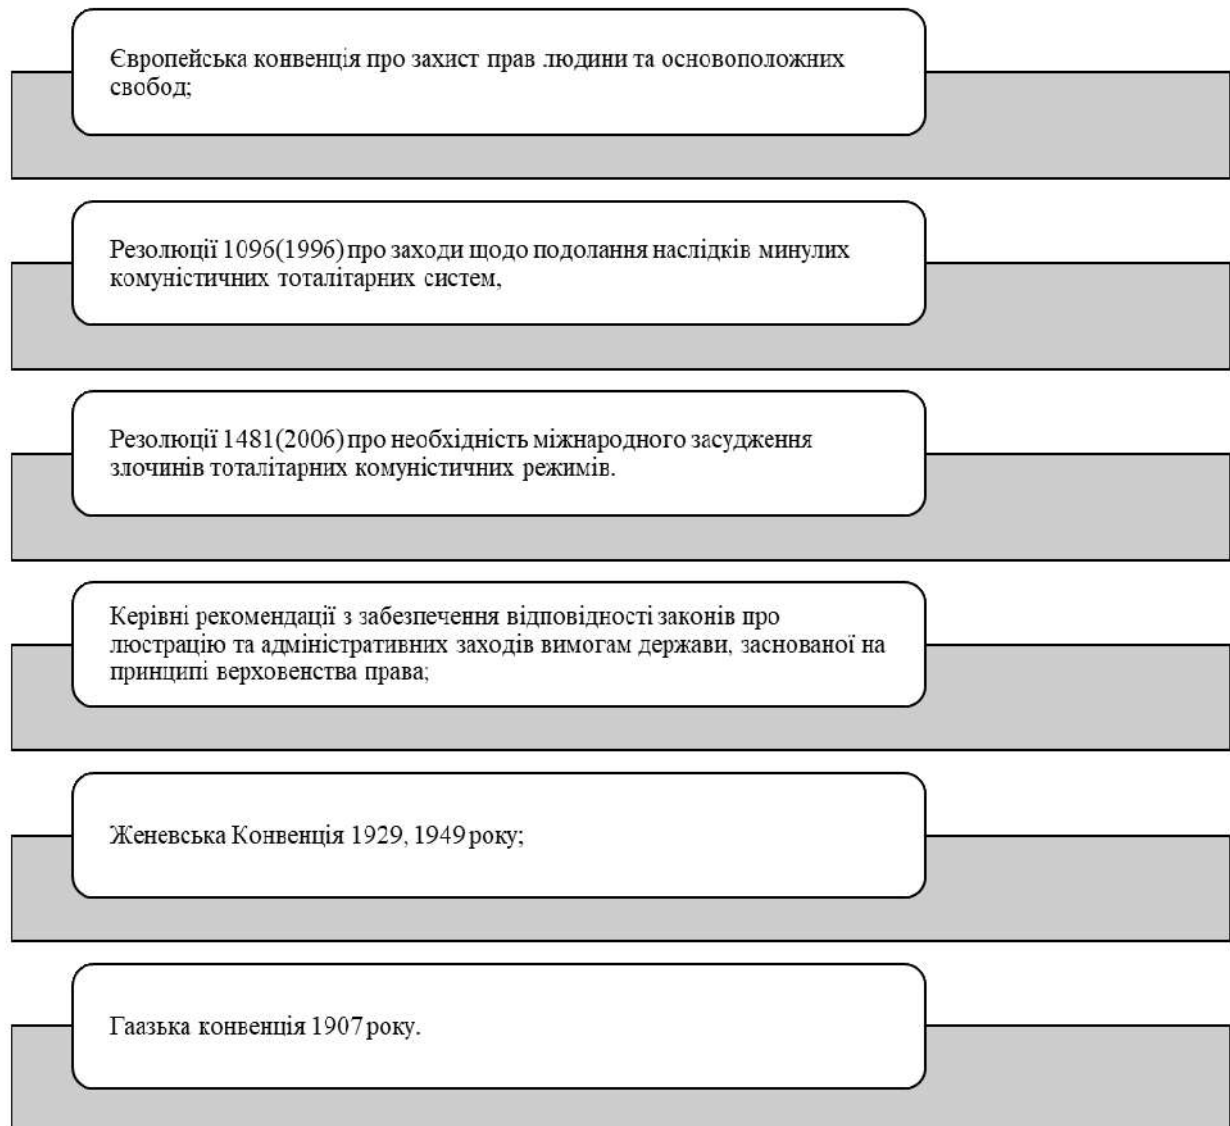 Європейська конвенція про захист прав людини та основоположних
свобод;
Резолюції 1096(1996) про заходи щодо подолання наслідків минулих
комуністичних тоталітарних систем,
Резолюції 1481(2006) про необхідність міжнародного засудження
злочинів тоталітарних комуністичних режимів.
Керівні рекомендації з забезпечення відповідності законів про
люстрацію та адміністративних заходів вимогам держави, заснованої на
принципі верховенства права;
Женевська Конвенція 1929, 1949 року;
Гаазька конвенція 1907 року.